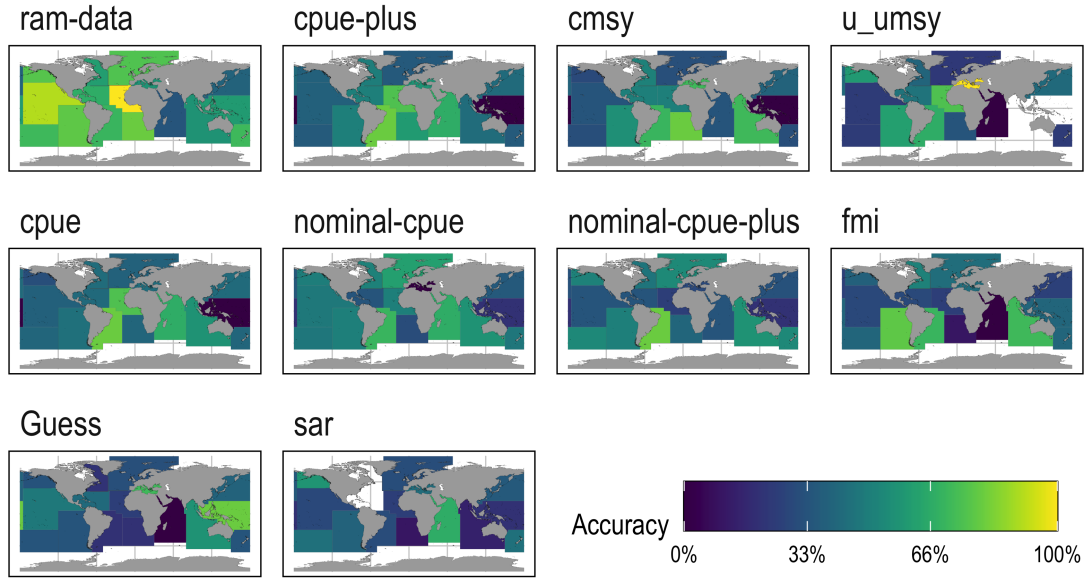 ram-data
cpue-plus
cmsy
u_umsy
cpue
nominal-cpue
nominal-cpue-plus
fmi
Guess
sar
Accuracy
0%
33%
66%
100%